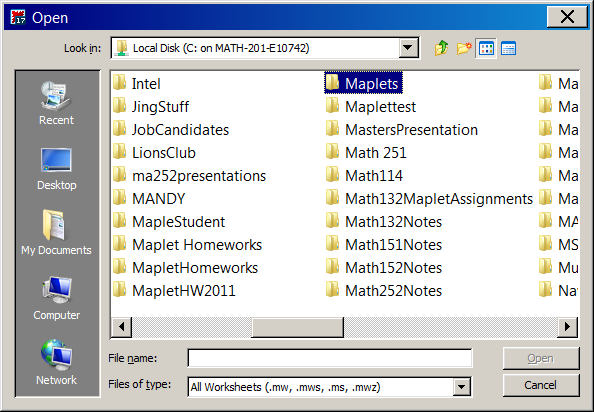 17 Open
Look in: Local Disk (C: on MATH-201-E10742)
Recent
Desktop
My Documents
Computer
Network
Intel
JingStuff
JobCandidates
LionsClub
ma252presentations
MANDY
MapleStudent
Maplet Homeworks
MapletHomeworks
MapletHW2011
Maplets
Maplettest
MastersPresentation
Math 251
Math114
Math132MapletAssignments
Math132Notes
Math151Notes
Math152Notes
Math252Notes
Ma
Ma
Ma
Ma
Ma
Mo
MA
MS
Mu
Na
File name:
Open
Files of type: All Worksheets (.mw, .mws, .ms, .mwz)
Cancel